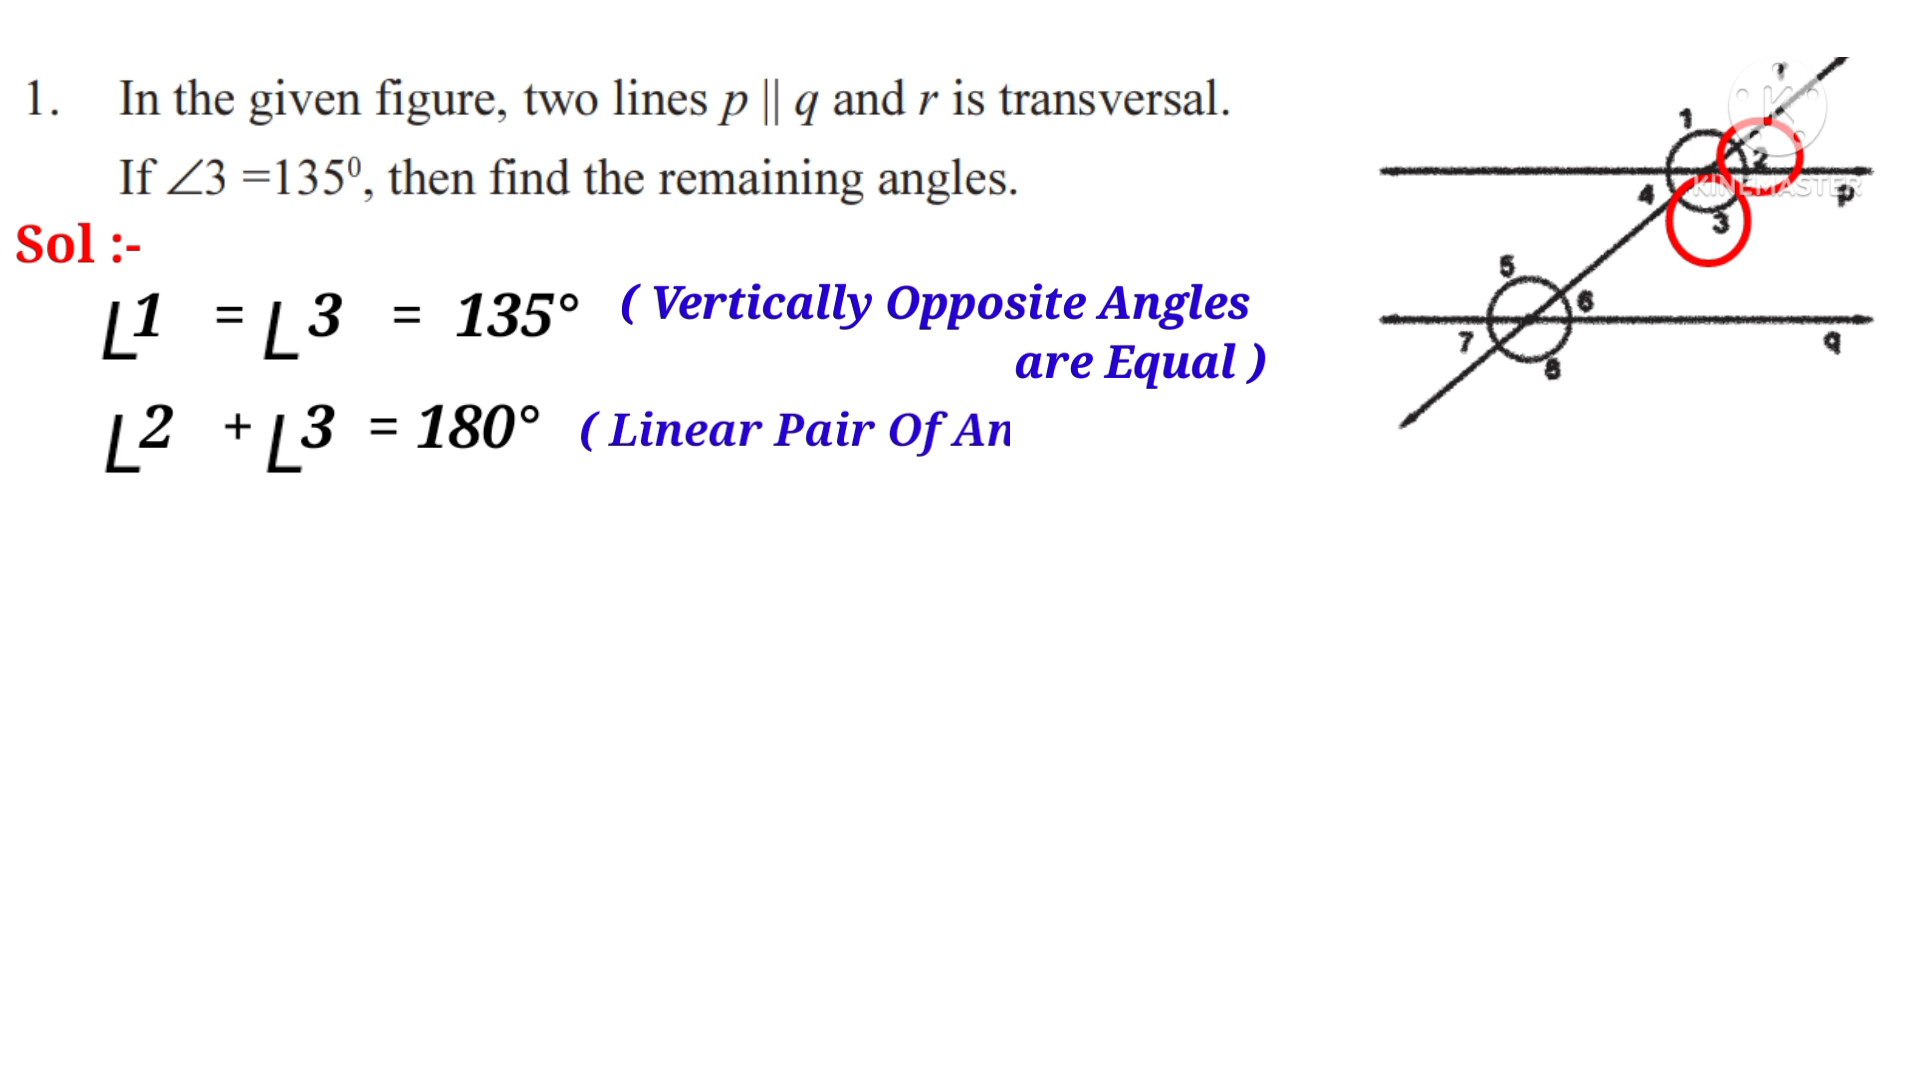 1. In the given figure, two lines p || q and r is transversal.
If ∠3 =135⁰, then find the remaining angles.
Sol :-
∟1 = ∟3 = 135° ( Vertically Opposite Angles
are Equal )
∟2 + ∟3 = 180° ( Linear Pair Of An
r
1
2
4
3
p
KINEMASTER
5
6
7
8
q